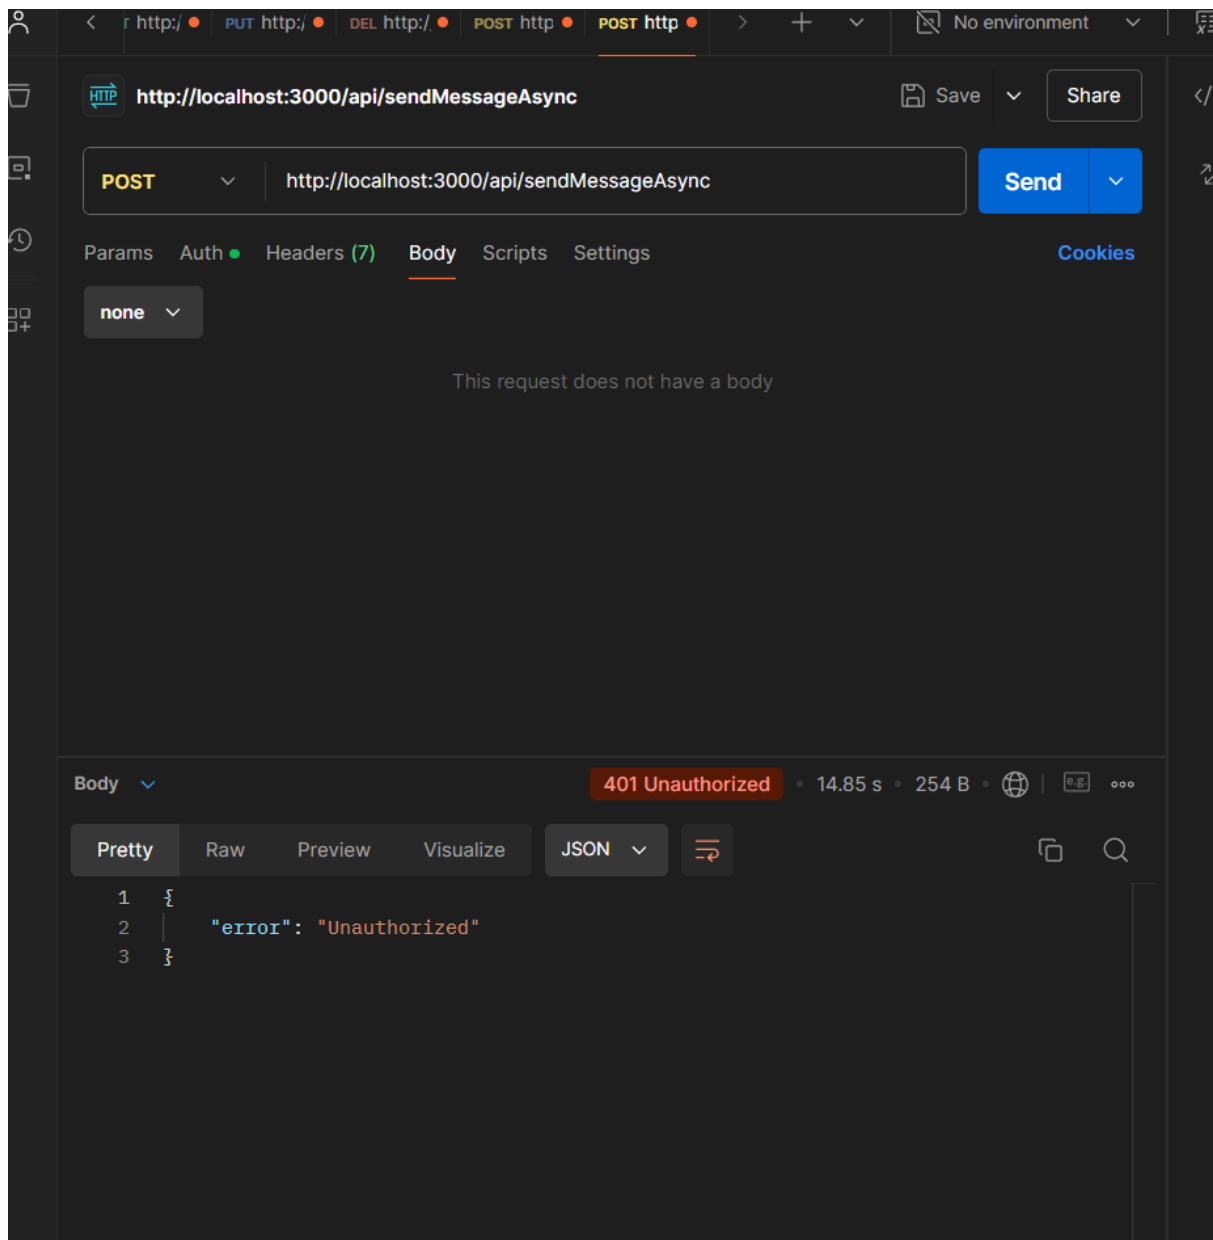 http:/ PUT http:/ DEL http:/. POST http POST http No environment
HTTP http://localhost:3000/api/sendMessageAsync Save Share
POST http://localhost:3000/api/sendMessageAsync Send
Params Auth Headers (7) Body Scripts Settings Cookies
none
This request does not have a body
Body 401 Unauthorized 14.85 s 254 B e.g.
Pretty Raw Preview Visualize JSON
1 {
2 "error": "Unauthorized"
3 }